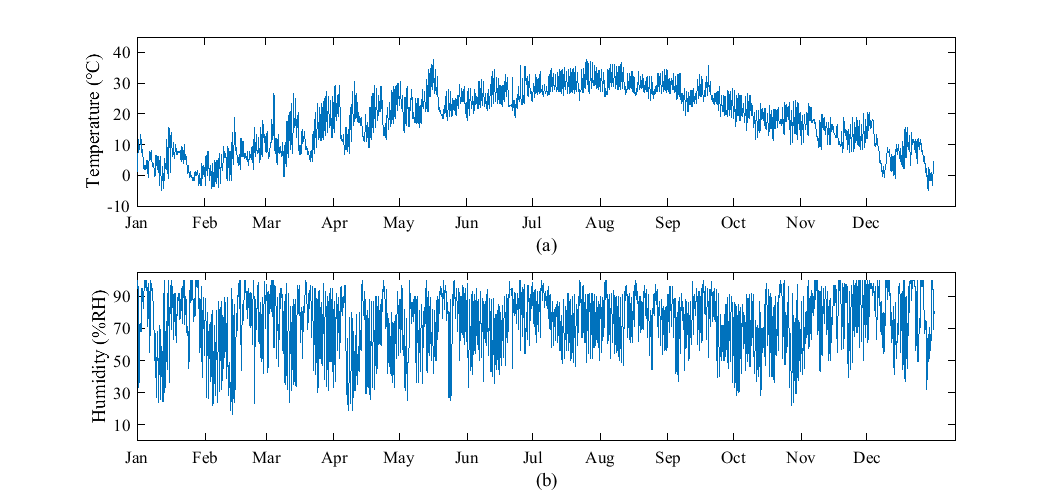 Temperature (°C)
40
30
20
10
0
-10
Jan Feb Mar Apr May Jun Jul Aug Sep Oct Nov Dec
(a)
Humidity (%RH)
90
70
50
30
10
Jan Feb Mar Apr May Jun Jul Aug Sep Oct Nov Dec
(b)